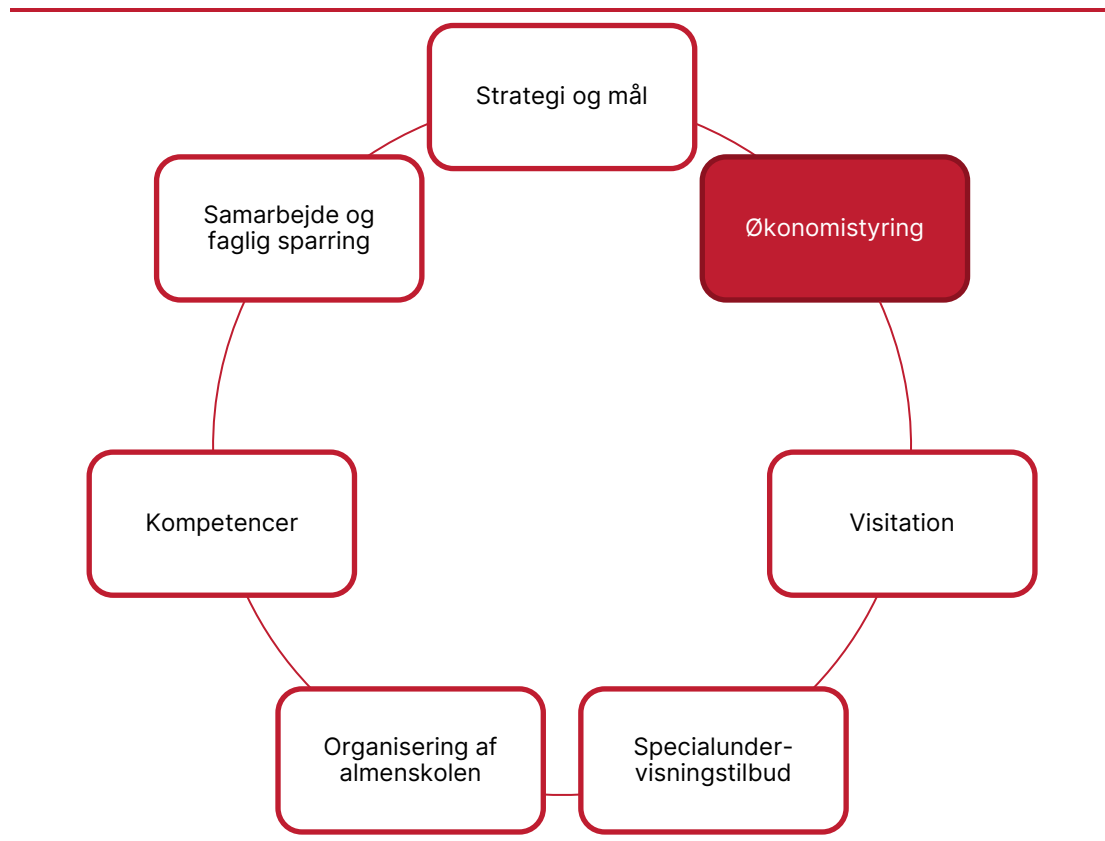 Strategi og mål
Økonomistyring
Visitation
Specialunder-
visningstilbud
Organisering af
almenskolen
Kompetencer
Samarbejde og
faglig sparring